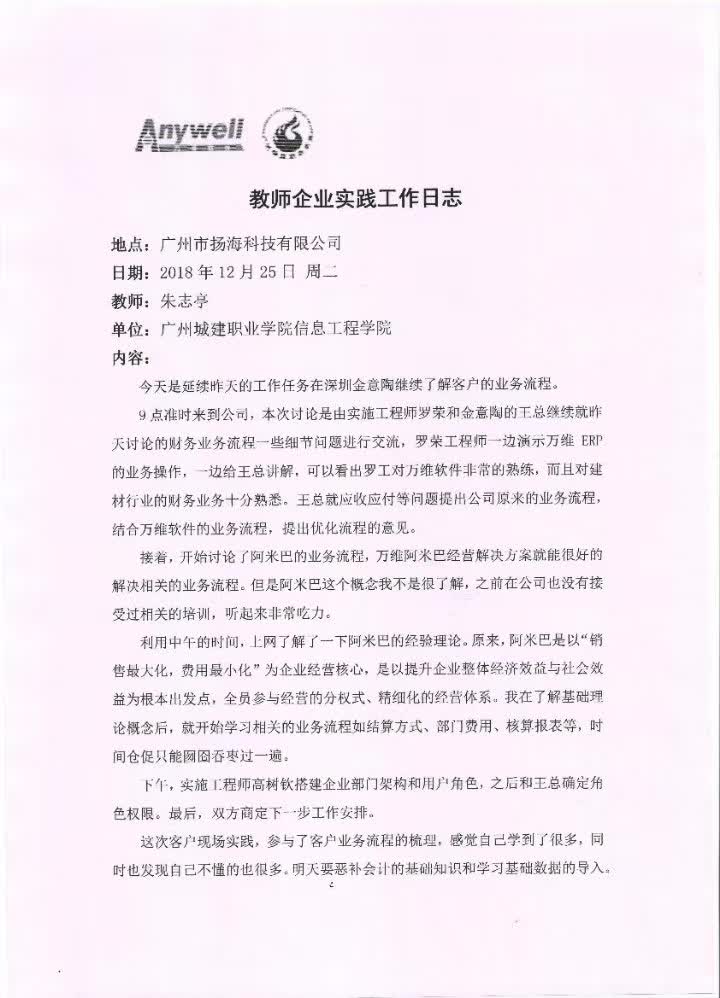 Anywell
教师企业实践工作日志
地点：广州市扬海科技有限公司
日期：2018 年 12 月 25 日 周二
教师：朱志亭
单位：广州城建职业学院信息工程学院
内容：
今天是延续昨天的工作任务在深圳金意陶继续了解客户的业务流程。
9 点准时来到公司，本次讨论是由实施工程师罗荣和金意陶的王总继续就昨
天讨论的财务业务流程一些细节问题进行交流，罗荣工程师一边演示万维 ERP
的业务操作，一边给王总讲解，可以看出罗工对万维软件非常的熟练，而且对建
材行业的财务业务十分熟悉。王总就应收应付等问题提出公司原来的业务流程，
结合万维软件的业务流程，提出优化流程的意见。
接着，开始讨论了阿米巴的业务流程，万维阿米巴经营解决方案就能很好的
解决相关的业务流程。但是阿米巴这个概念我不是很了解，之前在公司也没有接
受过相关的培训，听起来非常吃力。
利用中午的时间，上网了解了一下阿米巴的经验理论。原来，阿米巴是以“销
售最大化，费用最小化”为企业经营核心，是以提升企业整体经济效益与社会效
益为根本出发点，全员参与经营的分权式、精细化的经营体系。我在了解基础理
论概念后，就开始学习相关的业务流程如结算方式、部门费用、核算报表等，时
间仓促只能囫囵吞枣过一遍。
下午，实施工程师高树钦搭建企业部门架构和用户角色，之后和王总确定角
色权限。最后，双方商定下一步工作安排。
这次客户现场实践，参与了客户业务流程的梳理，感觉自己学到了很多，同
时也发现自己不懂的也很多。明天要恶补会计的基础知识和学习基础数据的导入。